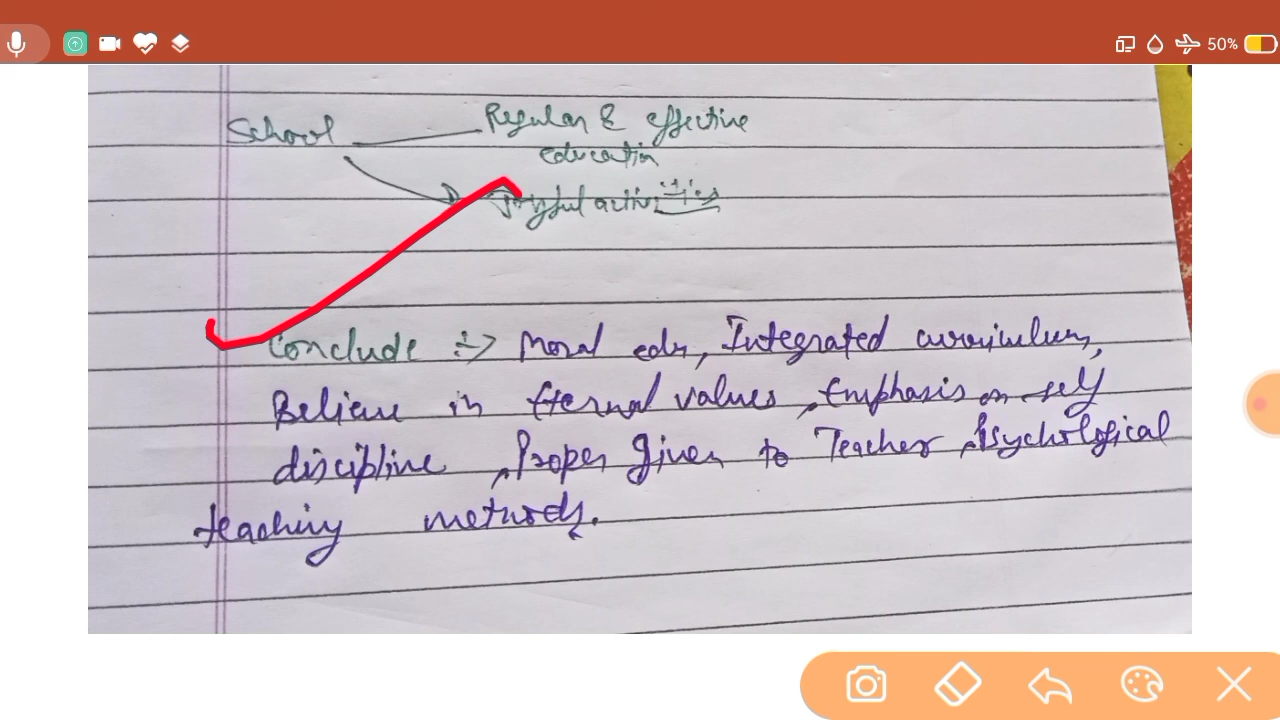 50%
School Regular & effective
education
Joyful activities
Conclude ÷> Moral edu, Integrated curriculum,
Believe in Eternal values, Emphasis on self
discipline, Proper given to Teacher, Psychological
teaching methods.